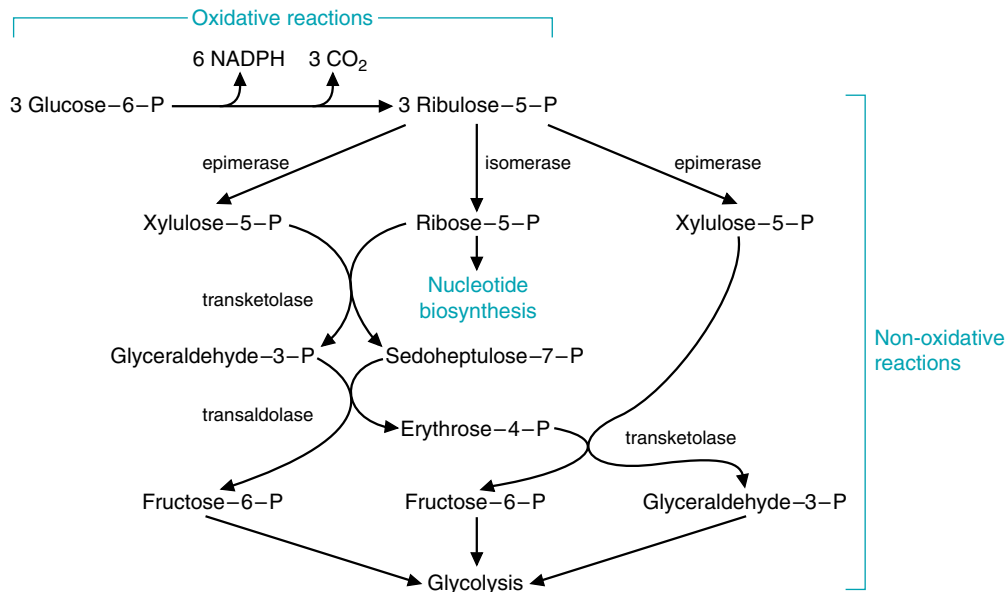 Oxidative reactions
6 NADPH 3 CO₂
3 Glucose–6–P 3 Ribulose–5–P
epimerase isomerase epimerase
Xylulose–5–P Ribose–5–P Xylulose–5–P
Nucleotide
biosynthesis
transketolase
Glyceraldehyde–3–P Sedoheptulose–7–P
Non-oxidative
reactions
transaldolase
Erythrose–4–P
transketolase
Fructose–6–P Fructose–6–P Glyceraldehyde–3–P
Glycolysis